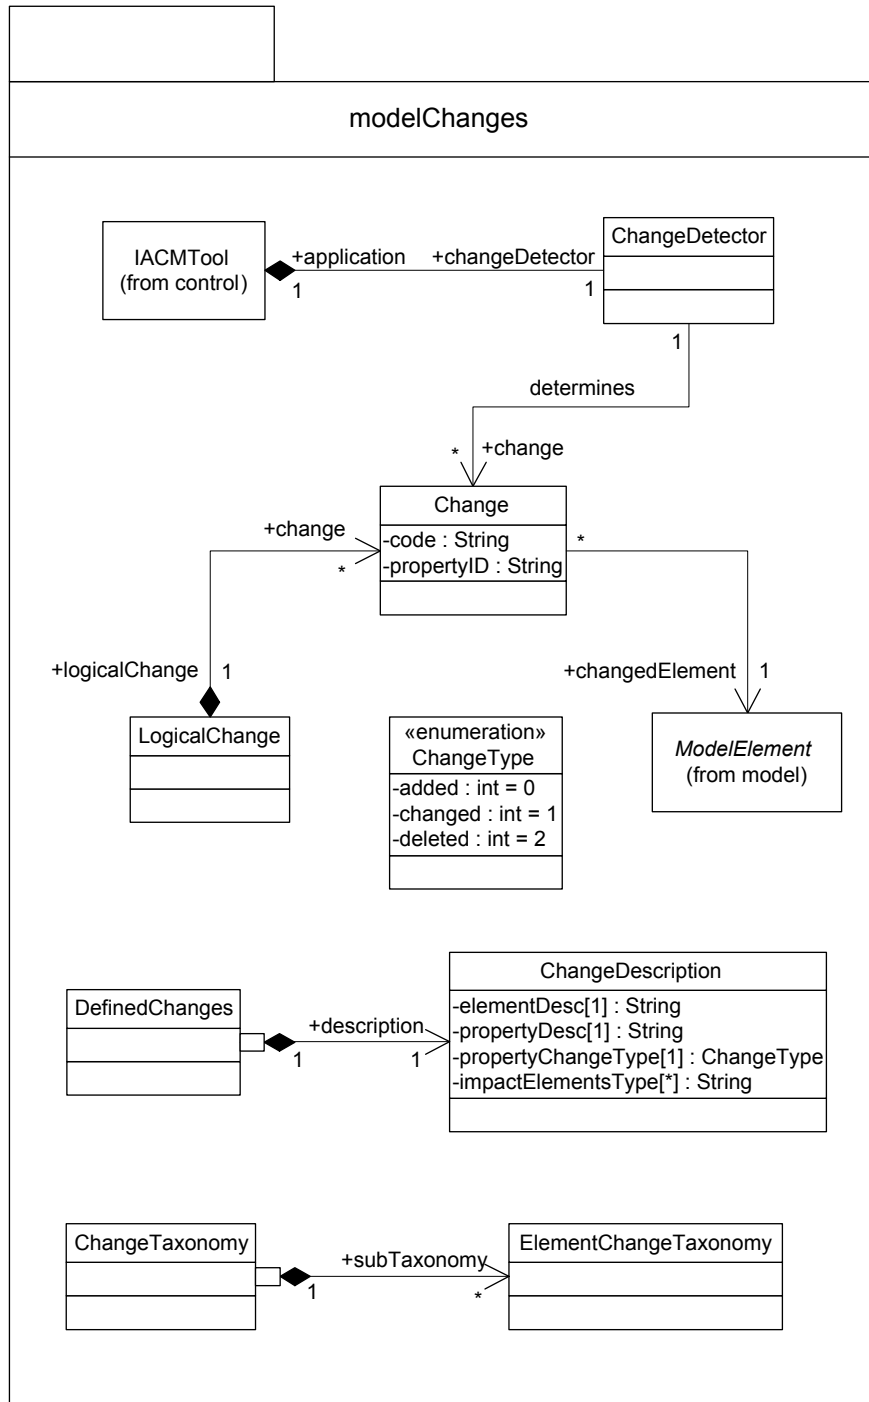 modelChanges
IACMTool
(from control)
+application
1
+changeDetector
1
ChangeDetector
1
determines
*
+change
Change
-code : String
-propertyID : String
+change
*
*
+logicalChange
1
+changedElement
1
LogicalChange
«enumeration»
ChangeType
-added : int = 0
-changed : int = 1
-deleted : int = 2
ModelElement
(from model)
DefinedChanges
1
+description
1
ChangeDescription
-elementDesc[1] : String
-propertyDesc[1] : String
-propertyChangeType[1] : ChangeType
-impactElementsType[*] : String
ChangeTaxonomy
1
+subTaxonomy
*
ElementChangeTaxonomy